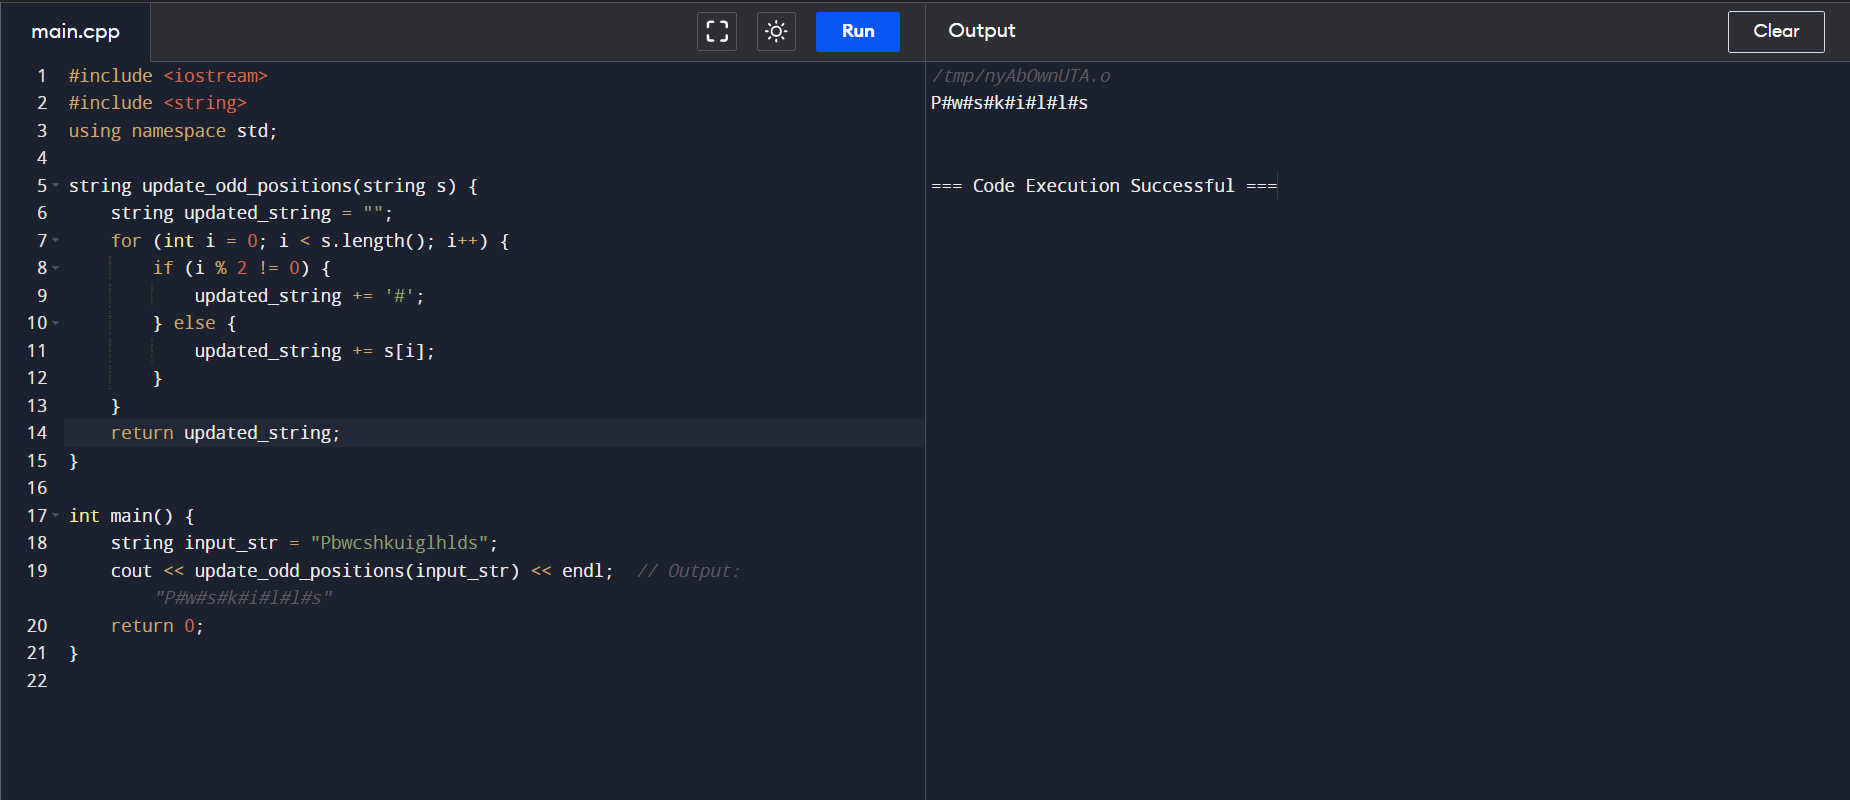 main.cpp
Run
Output
Clear
1 #include <iostream>
2 #include <string>
3 using namespace std;
4
5 string update_odd_positions(string s) {
6     string updated_string = "";
7     for (int i = 0; i < s.length(); i++) {
8         if (i % 2 != 0) {
9             updated_string += '#';
10         } else {
11             updated_string += s[i];
12         }
13     }
14     return updated_string;
15 }
16
17 int main() {
18     string input_str = "Pbwcshkuiglhlds";
19     cout << update_odd_positions(input_str) << endl;  // Output:
"P#w#s#k#i#l#l#s"
20     return 0;
21 }
22
/tmp/nyAbOwnUTA.o
P#w#s#k#i#l#l#s
=== Code Execution Successful ===